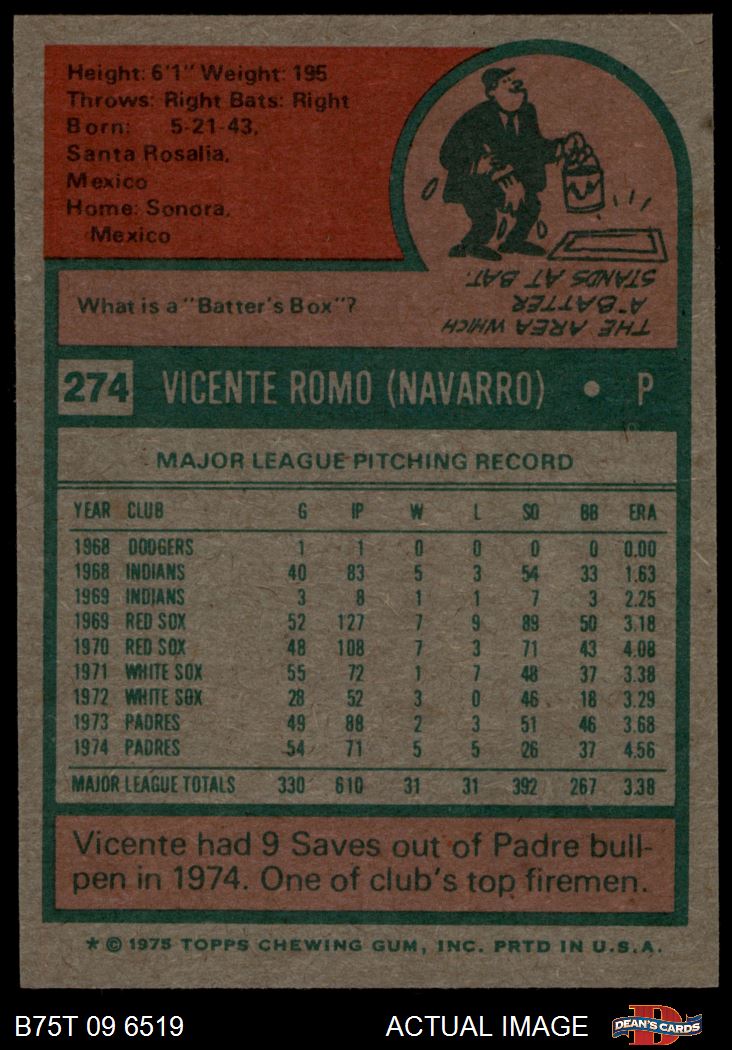 Height: 6'1" Weight: 195
Throws: Right Bats: Right
Born: 5-21-43,
Santa Rosalia,
Mexico
Home: Sonora,
Mexico
What is a "Batter's Box"?
THE AREA WHICH
A BATTER
STANDS AT BAT.
274 VICENTE ROMO (NAVARRO) • P
MAJOR LEAGUE PITCHING RECORD
YEAR CLUB G IP W L SO BB ERA
1968 DODGERS 1 1 0 0 0 0 0.00
1968 INDIANS 40 83 5 3 54 33 1.63
1969 INDIANS 3 8 1 1 7 3 2.25
1969 RED SOX 52 127 7 9 89 50 3.18
1970 RED SOX 48 108 7 3 71 43 4.08
1971 WHITE SOX 55 72 1 7 48 37 3.38
1972 WHITE SOX 28 52 3 0 46 18 3.29
1973 PADRES 49 88 2 3 51 46 3.68
1974 PADRES 54 71 5 5 26 37 4.56
MAJOR LEAGUE TOTALS 330 610 31 31 392 267 3.38
Vicente had 9 Saves out of Padre bull-
pen in 1974. One of club's top firemen.
* © 1975 TOPPS CHEWING GUM, INC. PRTD IN U.S.A.
B75T 09 6519 ACTUAL IMAGE D DEAN'S CARDS